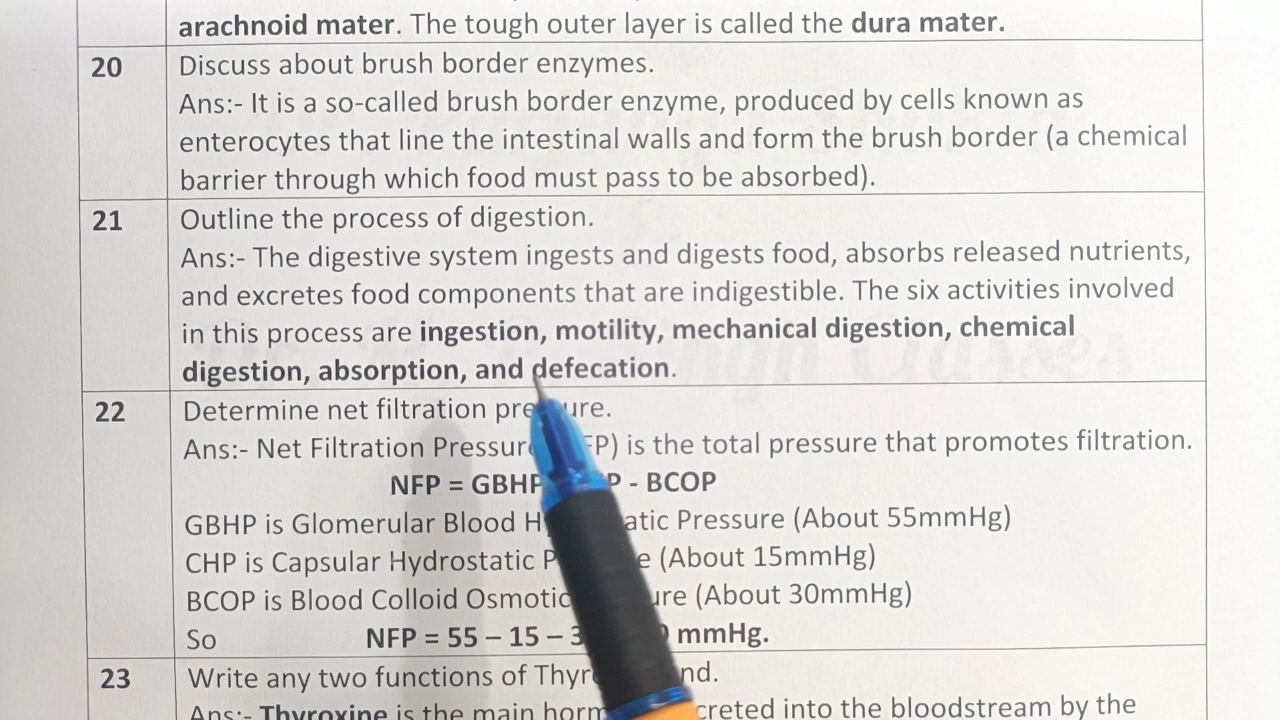 arachnoid mater. The tough outer layer is called the dura mater.
20 Discuss about brush border enzymes.
Ans:- It is a so-called brush border enzyme, produced by cells known as
enterocytes that line the intestinal walls and form the brush border (a chemical
barrier through which food must pass to be absorbed).
21 Outline the process of digestion.
Ans:- The digestive system ingests and digests food, absorbs released nutrients,
and excretes food components that are indigestible. The six activities involved
in this process are ingestion, motility, mechanical digestion, chemical
digestion, absorption, and defecation.
22 Determine net filtration
Ans:- Net Filtration is the total pressure that promotes filtration.
NFP = - BCOP
GBHP is Glomerular Blood Pressure (About 55mmHg)
CHP is Capsular Hydrostatic (About 15mmHg)
BCOP is Blood Colloid Osmotic (About 30mmHg)
So NFP = 55 – 15 – mmHg.
23 Write any two functions of
Ans:- Thyroxine is the main into the bloodstream by the